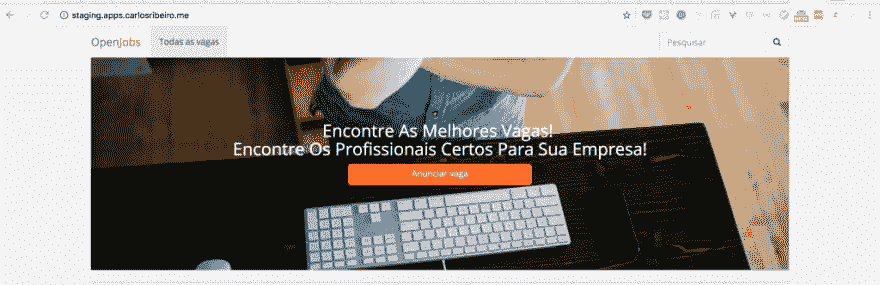 staging.apps.carlosribeiro.me
OpenJobs
Todas as vagas
Pesquisar
Encontre As Melhores Vagas!
Encontre Os Profissionais Certos Para Sua Empresa!
Anunciar vaga